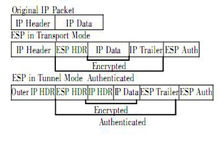 Original IP Packet
IP Header IP Data
ESP in Transport Mode
IP Header ESP HDR IP Data IP Trailer ESP Auth
Encrypted
ESP in Tunnel Mode Authenticated
Outer IP HDR ESP HDR IP HDR IP Data ESP Trailer ESP Auth
Encrypted
Authenticated